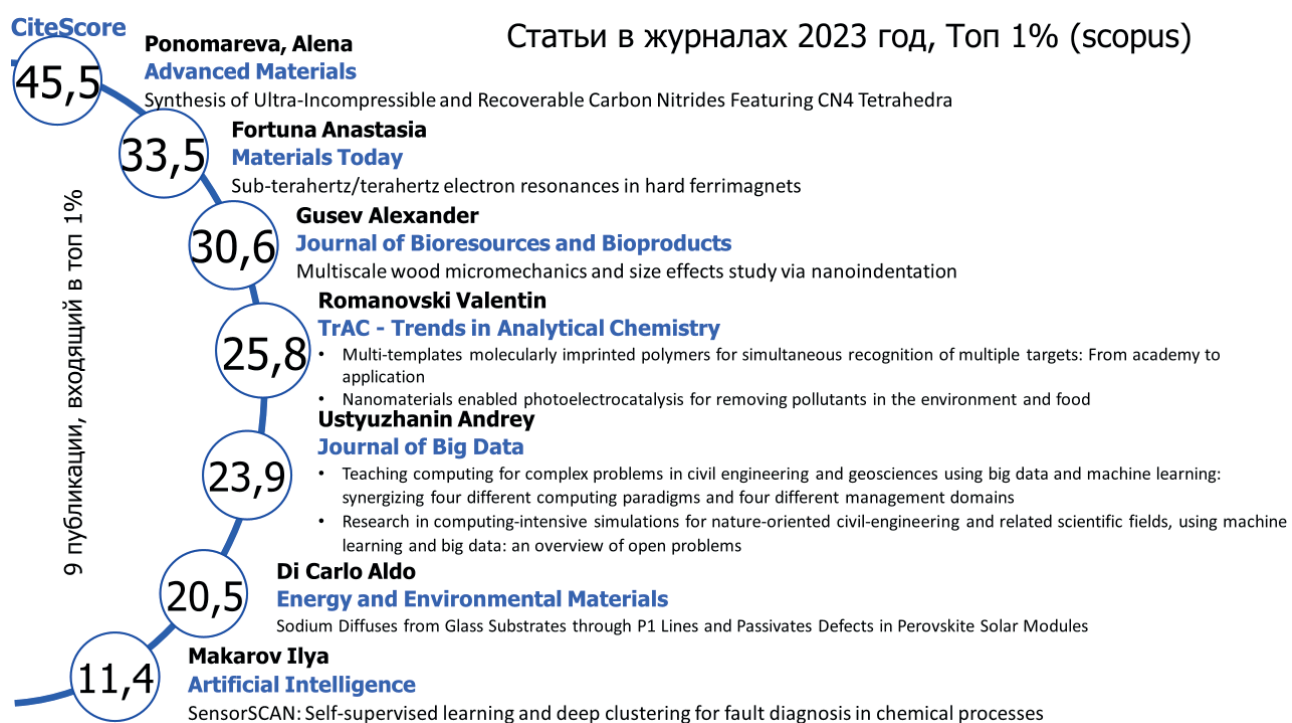 CiteScore
Статьи в журналах 2023 год, Топ 1% (scopus)
45,5
Ponomareva, Alena
Advanced Materials
Synthesis of Ultra-Incompressible and Recoverable Carbon Nitrides Featuring CN4 Tetrahedra
33,5
Fortuna Anastasia
Materials Today
Sub-terahertz/terahertz electron resonances in hard ferrimagnets
9 публикации, входящий в топ 1%
30,6
Gusev Alexander
Journal of Bioresources and Bioproducts
Multiscale wood micromechanics and size effects study via nanoindentation
25,8
Romanovski Valentin
TrAC - Trends in Analytical Chemistry
• Multi-templates molecularly imprinted polymers for simultaneous recognition of multiple targets: From academy to
application
• Nanomaterials enabled photoelectrocatalysis for removing pollutants in the environment and food
23,9
Ustyuzhanin Andrey
Journal of Big Data
• Teaching computing for complex problems in civil engineering and geosciences using big data and machine learning:
synergizing four different computing paradigms and four different management domains
• Research in computing-intensive simulations for nature-oriented civil-engineering and related scientific fields, using machine
learning and big data: an overview of open problems
20,5
Di Carlo Aldo
Energy and Environmental Materials
Sodium Diffuses from Glass Substrates through P1 Lines and Passivates Defects in Perovskite Solar Modules
11,4
Makarov Ilya
Artificial Intelligence
SensorSCAN: Self-supervised learning and deep clustering for fault diagnosis in chemical processes